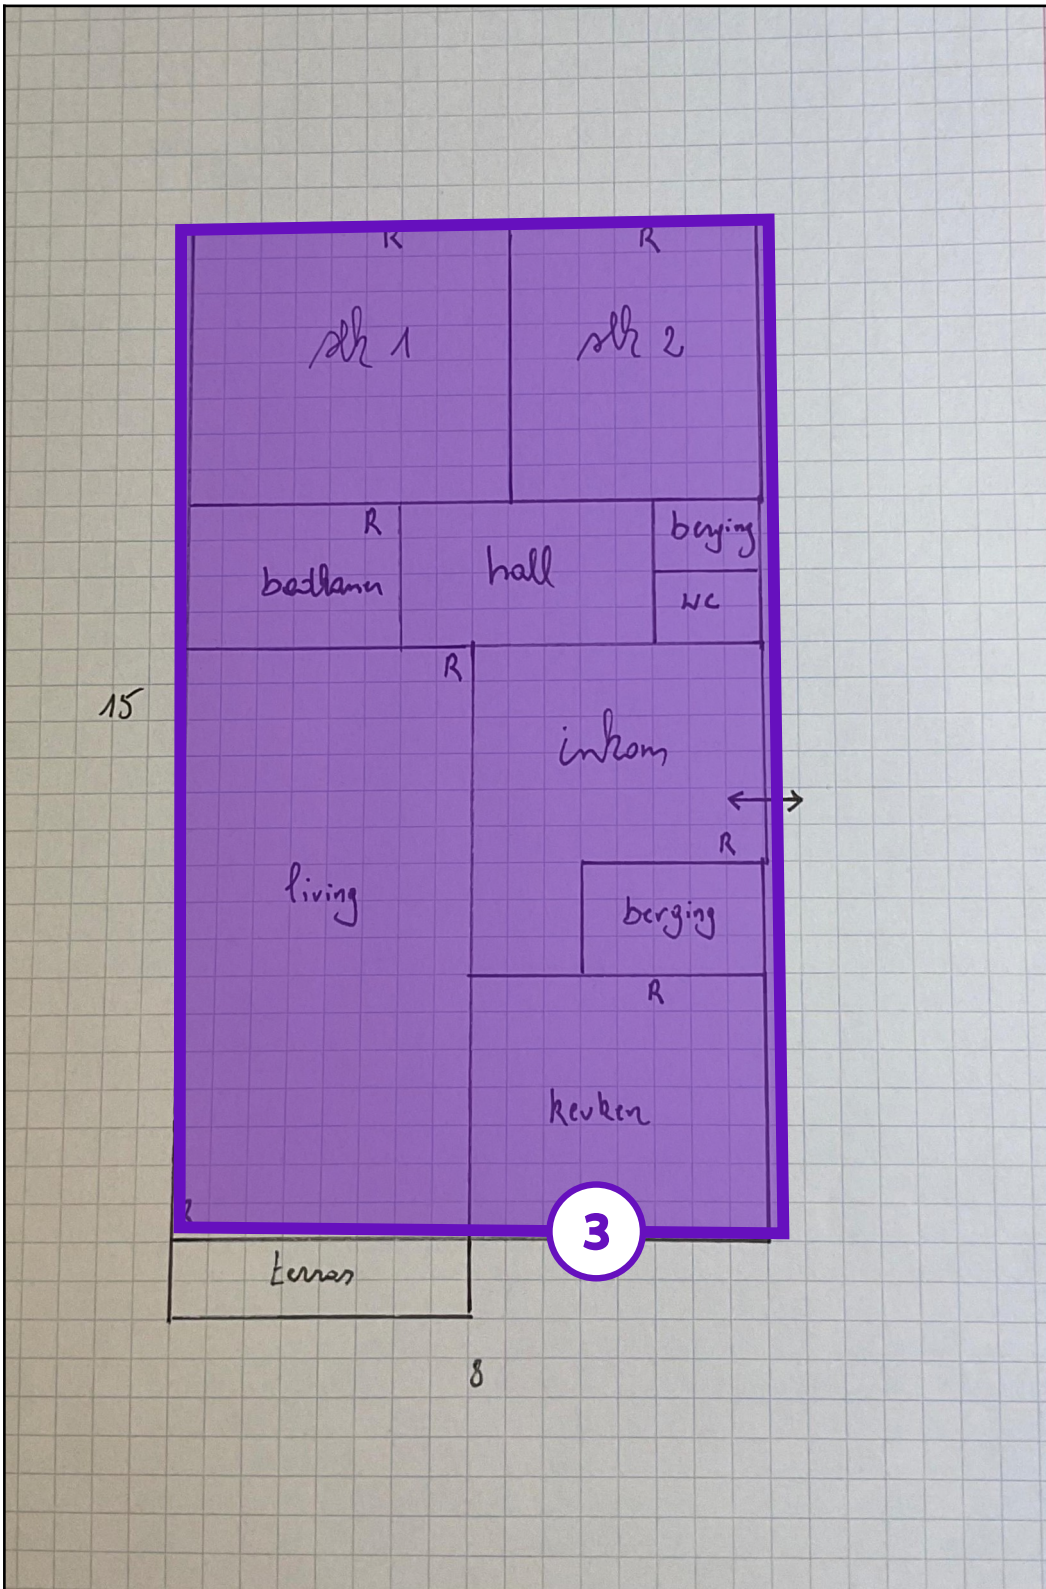 R R
slk 1 slk 2
R berging
badkamer hall
WC
R
15
inkom
R
living
berging
R
keuken
R
3
terras
8